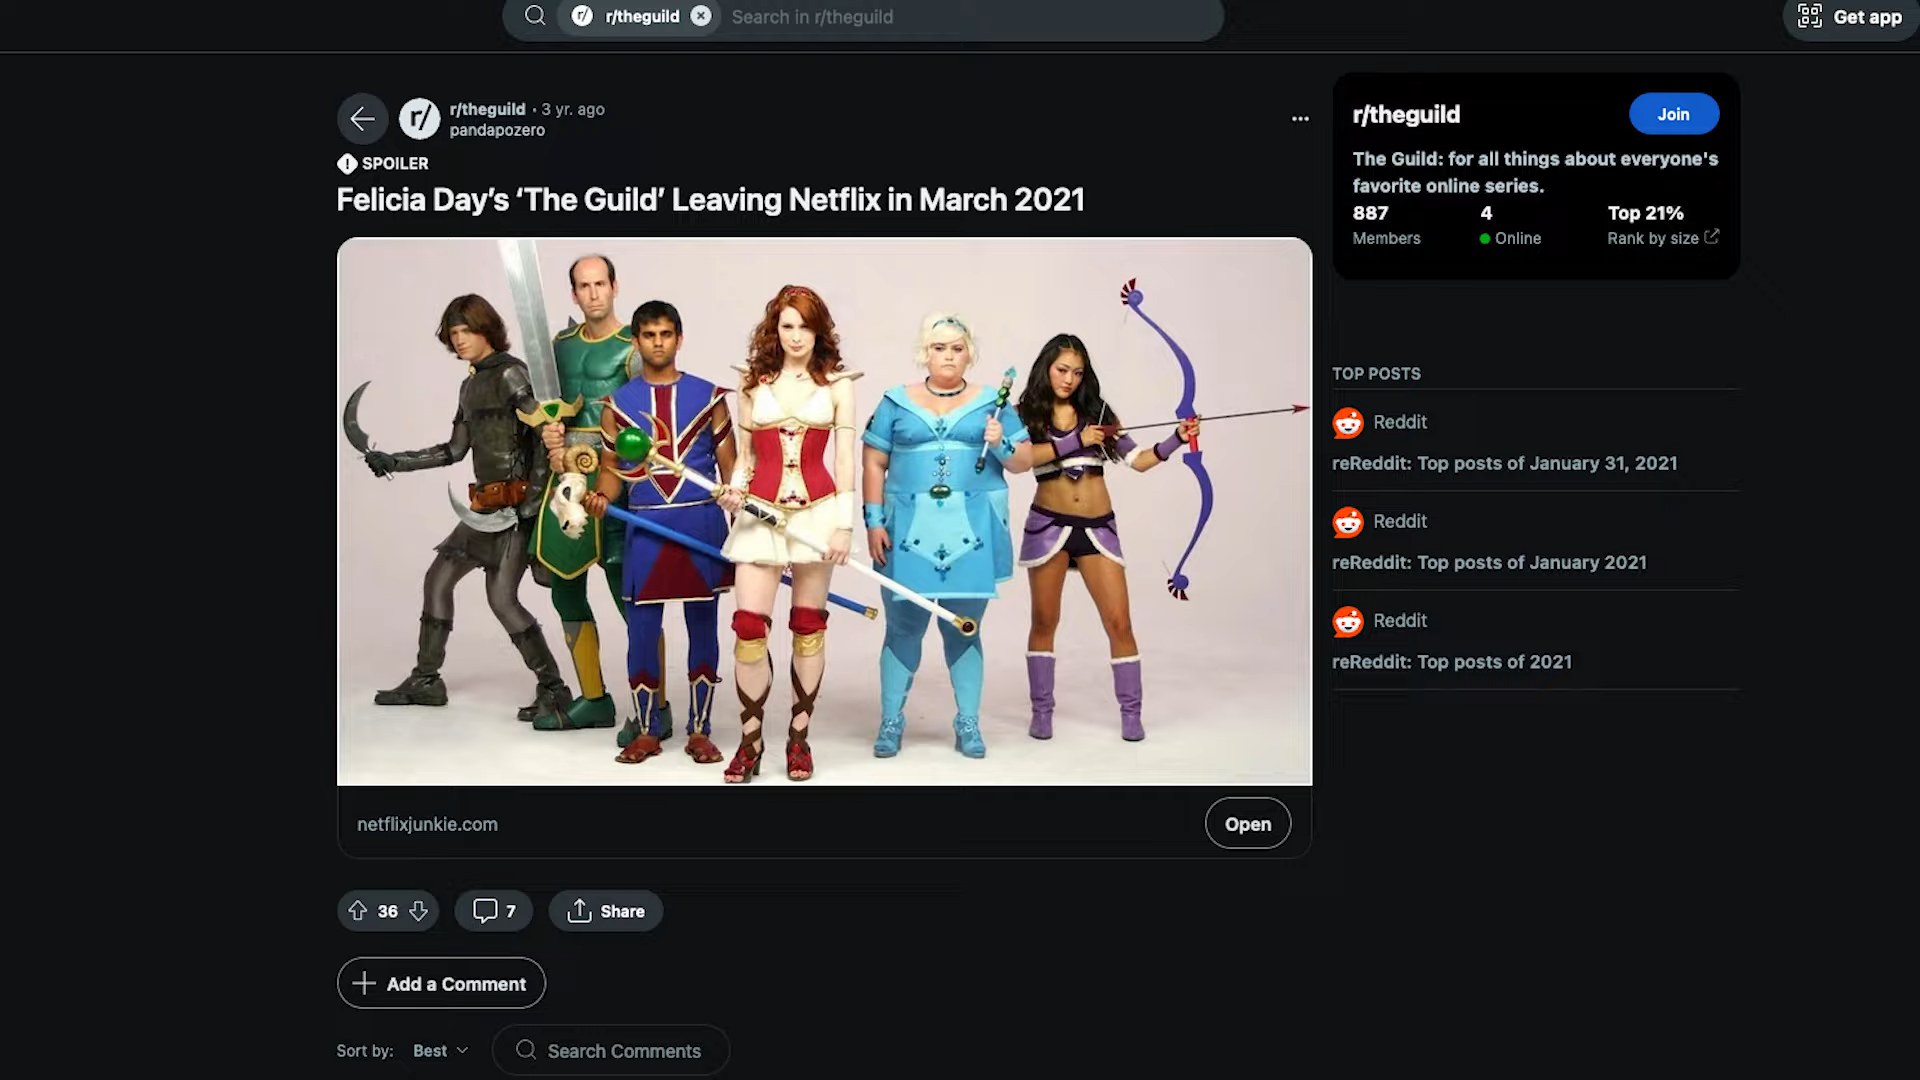 r/ r/theguild Search in r/theguild
Get app
r/ r/theguild · 3 yr. ago
pandapozero
SPOILER
Felicia Day’s ‘The Guild’ Leaving Netflix in March 2021
netflixjunkie.com
Open
36
7
Share
Add a Comment
Sort by: Best
Search Comments
r/theguild
Join
The Guild: for all things about everyone's
favorite online series.
887 4 Top 21%
Members Online Rank by size
TOP POSTS
Reddit
reReddit: Top posts of January 31, 2021
Reddit
reReddit: Top posts of January 2021
Reddit
reReddit: Top posts of 2021